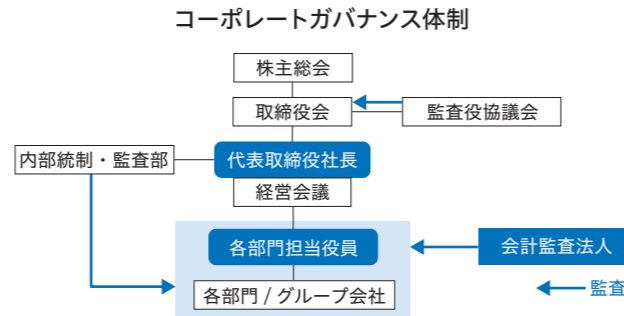 コーポレートガバナンス体制
株主総会
取締役会
監査役協議会
内部統制・監査部
代表取締役社長
経営会議
各部門担当役員
会計監査法人
各部門 / グループ会社
監査